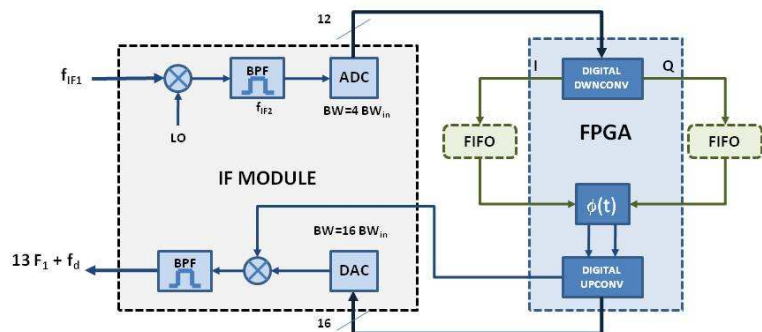 12
f_IF1
BPF
ADC
f_IF2
LO
BW=4 BW_in
IF MODULE
BW=16 BW_in
13 F_1 + f_d
BPF
DAC
16
I
DIGITAL
DWNCONV
Q
FPGA
FIFO
FIFO
ϕ(t)
DIGITAL
UPCONV